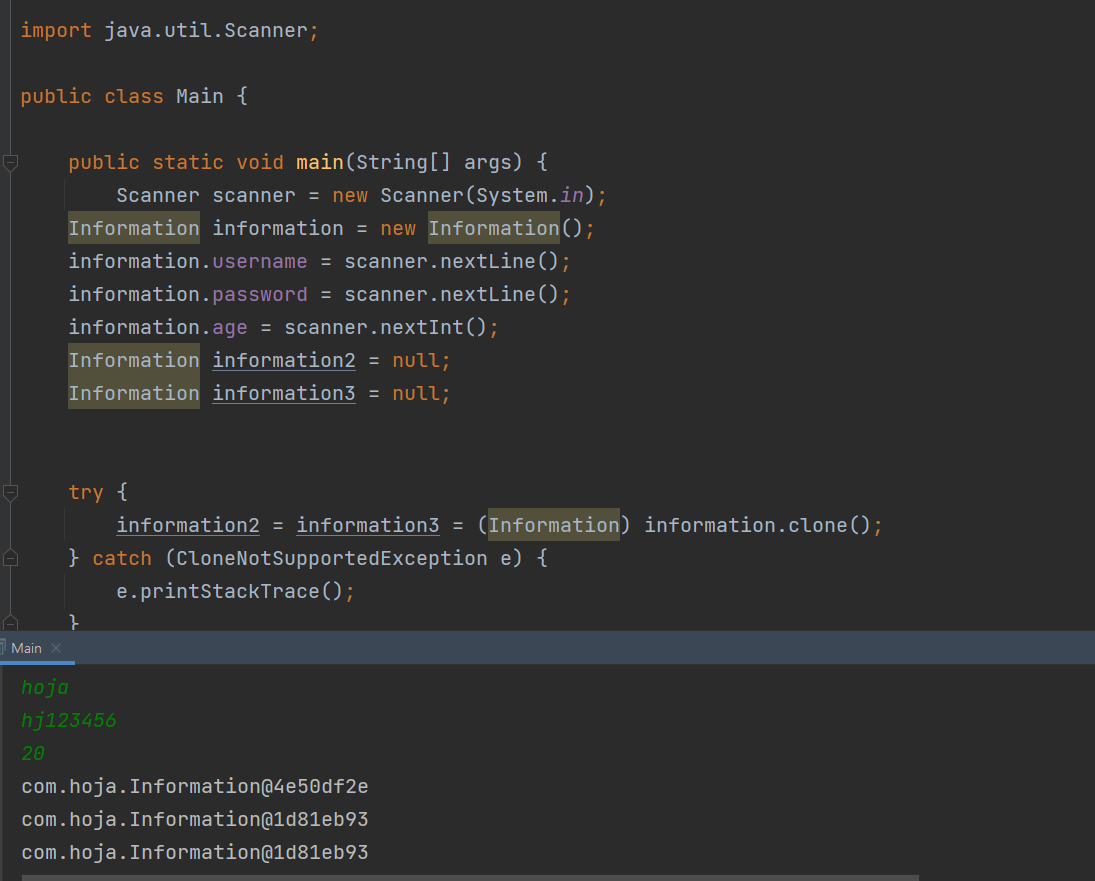 import java.util.Scanner;
public class Main {
public static void main(String[] args) {
Scanner scanner = new Scanner(System.in);
Information information = new Information();
information.username = scanner.nextLine();
information.password = scanner.nextLine();
information.age = scanner.nextInt();
Information information2 = null;
Information information3 = null;
try {
information2 = information3 = (Information) information.clone();
} catch (CloneNotSupportedException e) {
e.printStackTrace();
}
Main ×
hoja
hj123456
20
com.hoja.Information@4e50df2e
com.hoja.Information@1d81eb93
com.hoja.Information@1d81eb93